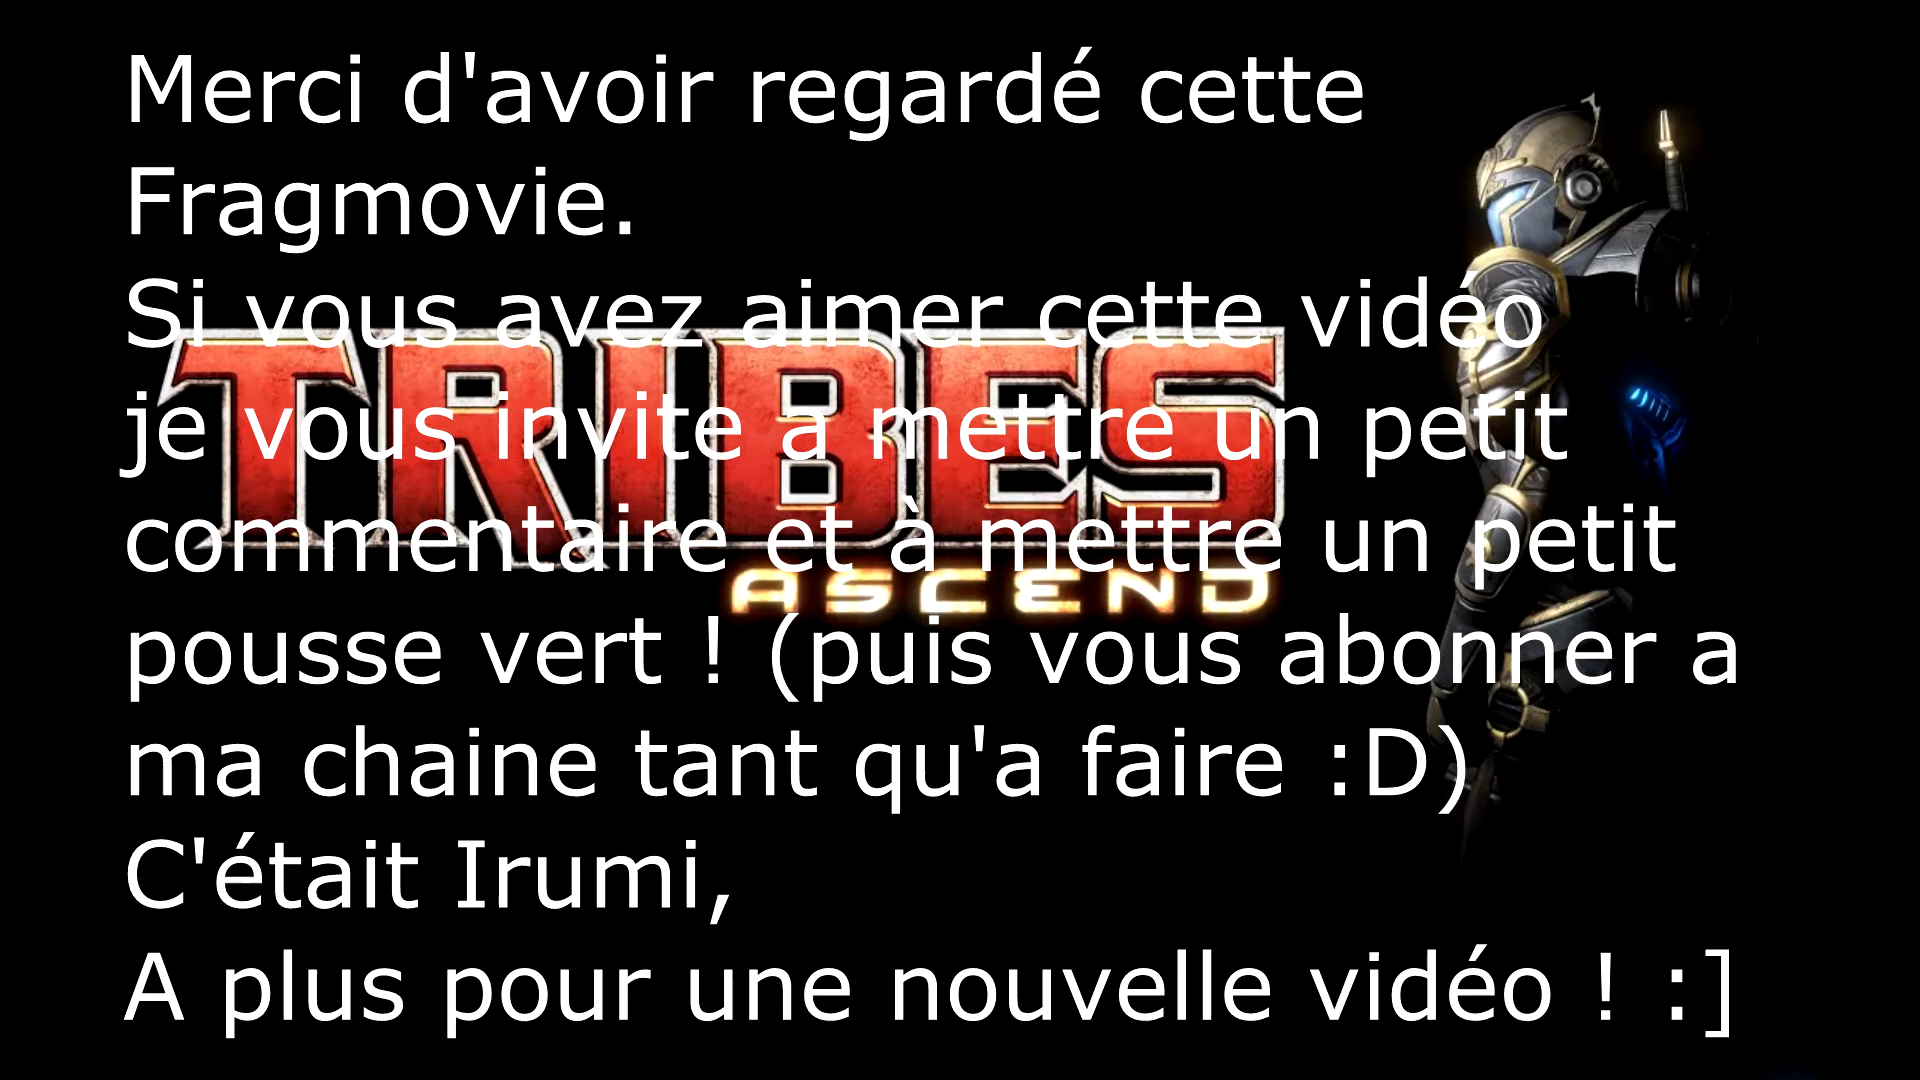 Merci d'avoir regardé cette
Fragmovie.
Si vous avez aimer cette vidéo
je vous invite a mettre un petit
commentaire et à mettre un petit
pousse vert ! (puis vous abonner a
ma chaine tant qu'a faire :D)
C'était Irumi,
A plus pour une nouvelle vidéo ! :]
TRIBES
ASCEND